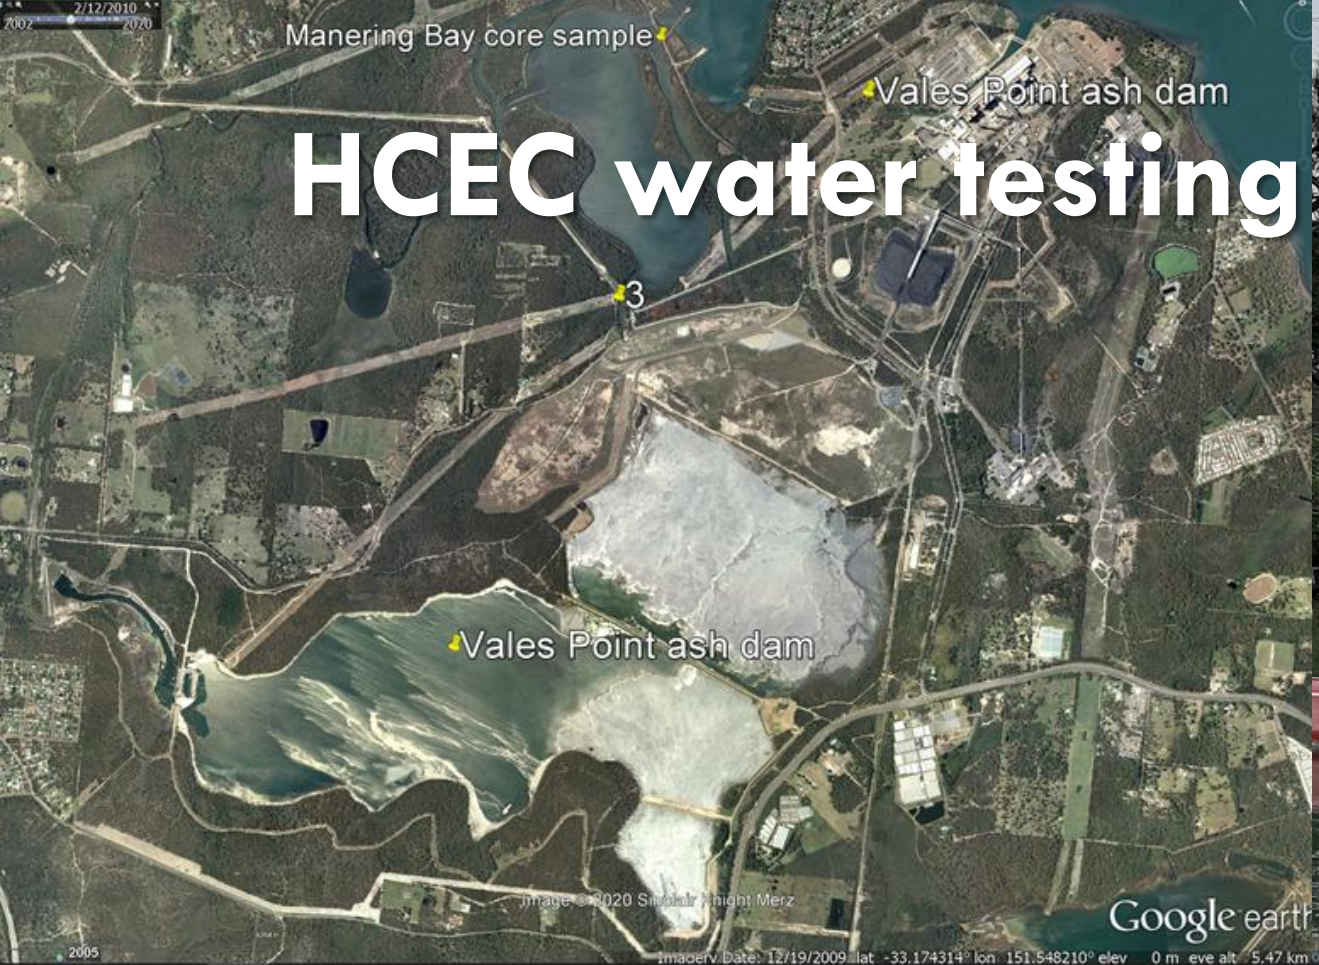 2/12/2010
2002 2020
Manering Bay core sample
Vales Point ash dam
HCEC water testing
3
Vales Point ash dam
Image © 2020 Sinclair Knight Merz
Google earth
2005
Imagery Date: 12/19/2009 lat -33.174314° lon 151.548210° elev 0 m eye alt 5.47 km